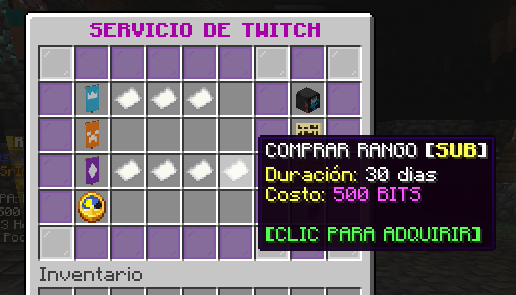 SERVICIO DE TWITCH
COMPRAR RANGO [SUB]
Duración: 30 dias
Costo: 500 BITS
[CLIC PARA ADQUIRIR]
Inventario